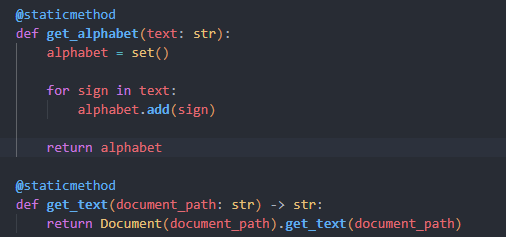 @staticmethod
def get_alphabet(text: str):
    alphabet = set()
    for sign in text:
        alphabet.add(sign)
    return alphabet
@staticmethod
def get_text(document_path: str) -> str:
    return Document(document_path).get_text(document_path)